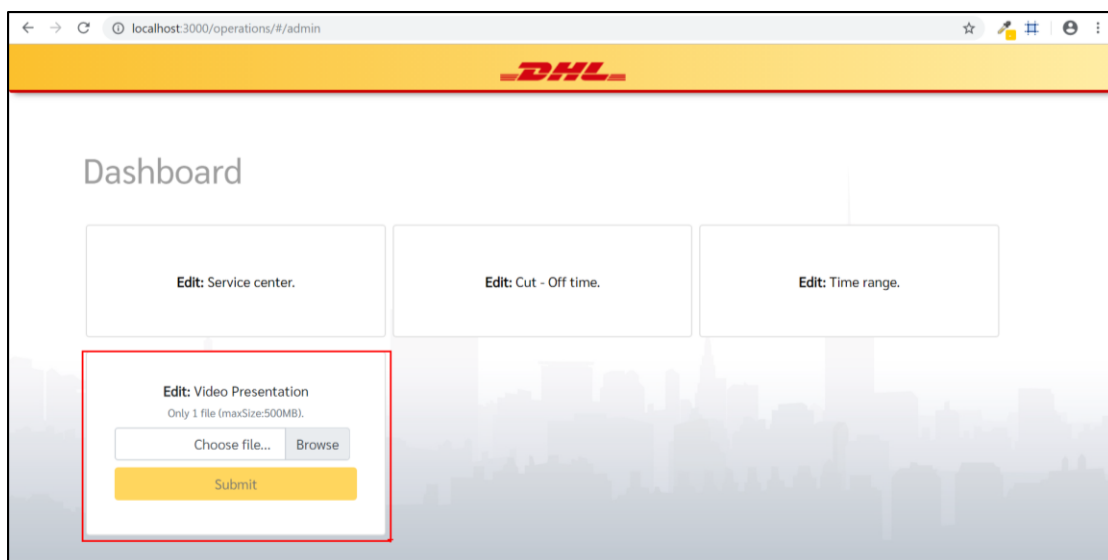 localhost:3000/operations/#/admin
DHL
Dashboard
Edit: Service center.
Edit: Cut - Off time.
Edit: Time range.
Edit: Video Presentation
Only 1 file (maxSize:500MB).
Choose file... Browse
Submit